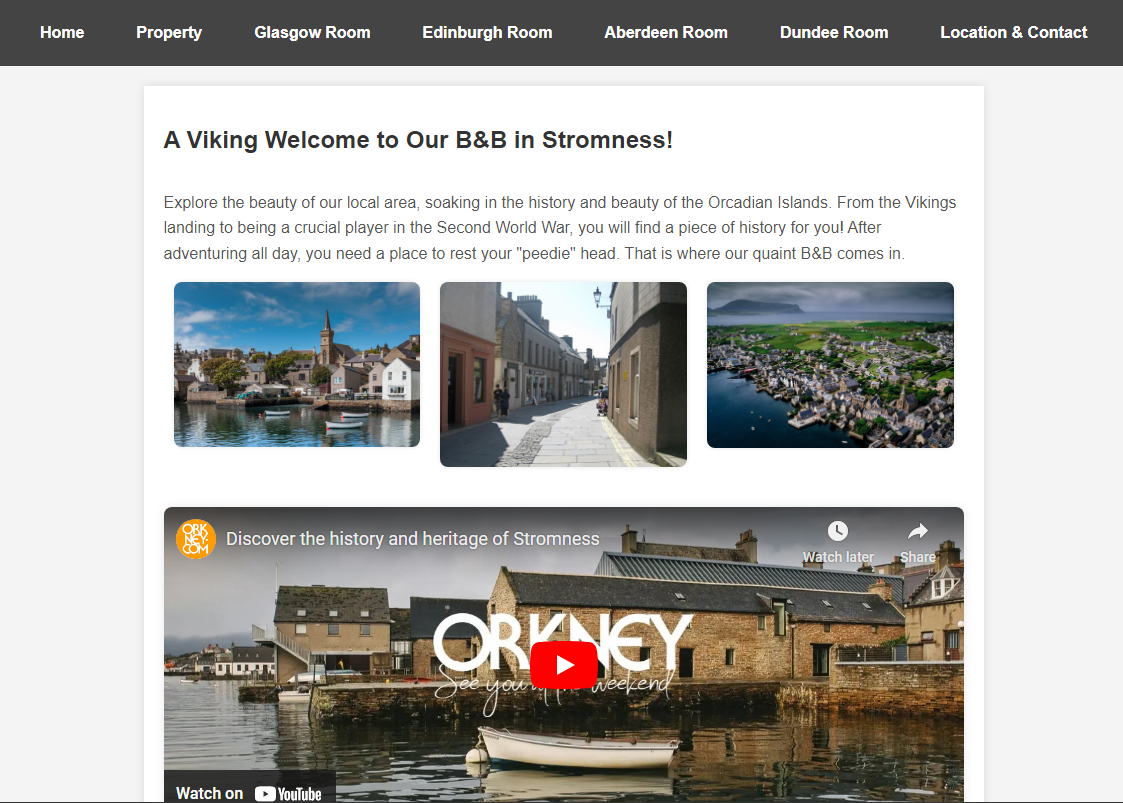 Home Property Glasgow Room Edinburgh Room Aberdeen Room Dundee Room Location & Contact
A Viking Welcome to Our B&B in Stromness!
Explore the beauty of our local area, soaking in the history and beauty of the Orcadian Islands. From the Vikings
landing to being a crucial player in the Second World War, you will find a piece of history for you! After
adventuring all day, you need a place to rest your "peedie" head. That is where our quaint B&B comes in.
ORK
NEY.
COM
Discover the history and heritage of Stromness
Watch later Share
ORKNEY
See you at the weekend
Watch on YouTube